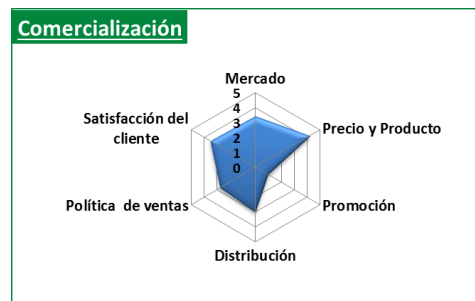 Comercialización
Mercado
5
4
3
2
1
0
Precio y Producto
Promoción
Distribución
Política de ventas
Satisfacción del
cliente